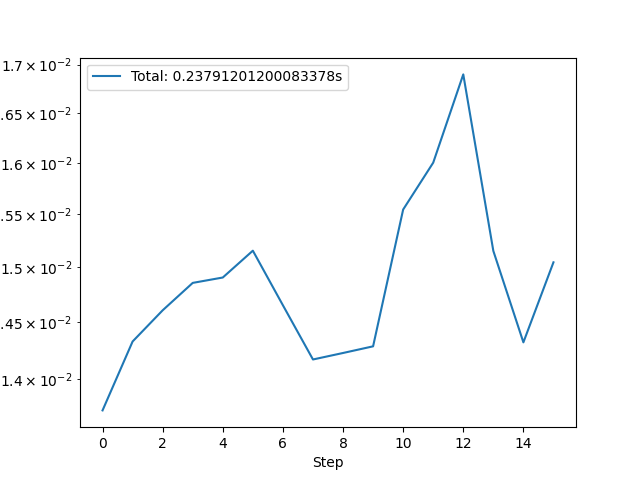 Total: 0.23791201200083378s
1.7 × 10⁻²
.65 × 10⁻²
1.6 × 10⁻²
.55 × 10⁻²
1.5 × 10⁻²
.45 × 10⁻²
1.4 × 10⁻²
0 2 4 6 8 10 12 14
Step